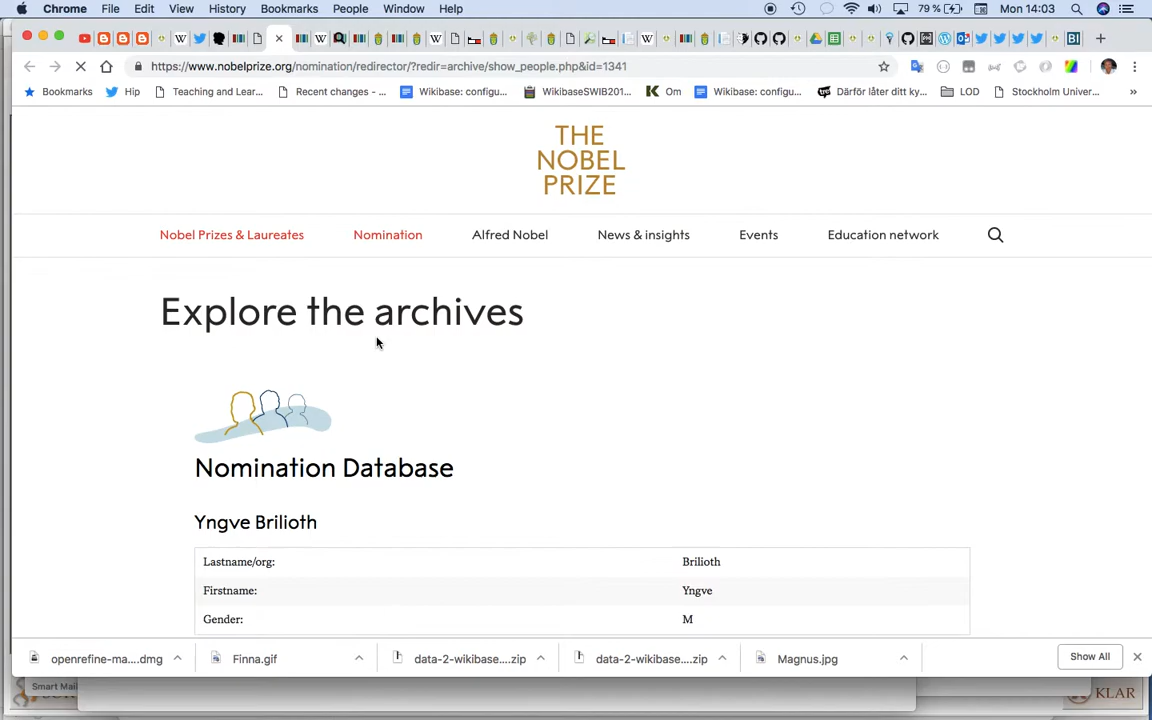 Chrome File Edit View History Bookmarks People Window Help 79 % Mon 14:03
https://www.nobelprize.org/nomination/redirector/?redir=archive/show_people.php&id=1341
Bookmarks Hip Teaching and Lear... Recent changes - ... Wikibase: configu... WikibaseSWIB201... Om Wikibase: configu... Därför låter ditt ky... LOD Stockholm Univer... »
THE
NOBEL
PRIZE
Nobel Prizes & Laureates Nomination Alfred Nobel News & insights Events Education network
Explore the archives
Nomination Database
Yngve Brilioth
Lastname/org: Brilioth
Firstname: Yngve
Gender: M
openrefine-ma....dmg Finna.gif data-2-wikibase....zip data-2-wikibase....zip Magnus.jpg Show All
Smart Mai KLAR